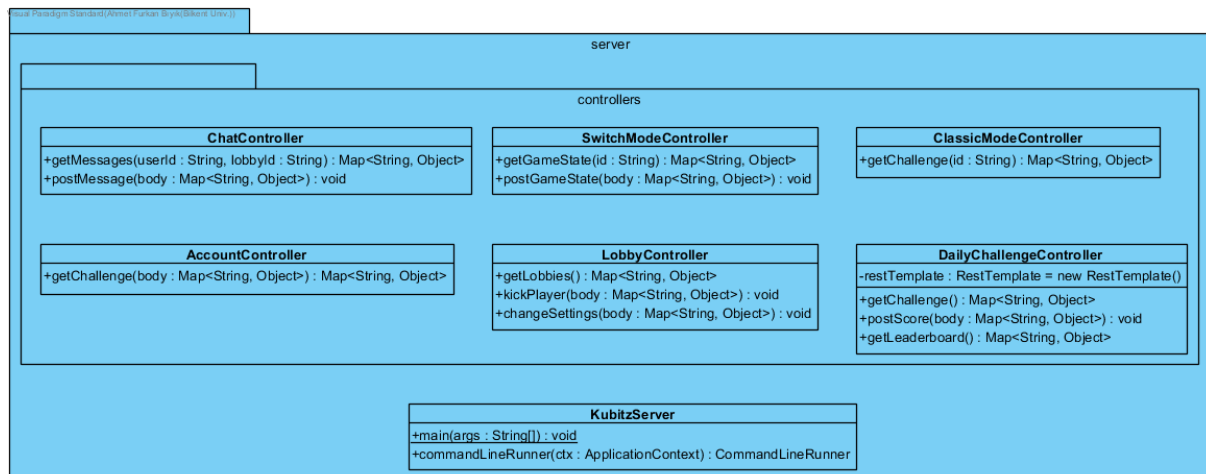 Visual Paradigm Standard(Ahmet Furkan Bıyık(Bilkent Univ.))
server
controllers
ChatController
+getMessages(userId : String, lobbyId : String) : Map<String, Object>
+postMessage(body : Map<String, Object>) : void
SwitchModeController
+getGameState(id : String) : Map<String, Object>
+postGameState(body : Map<String, Object>) : void
ClassicModeController
+getChallenge(id : String) : Map<String, Object>
AccountController
+getChallenge(body : Map<String, Object>) : Map<String, Object>
LobbyController
+getLobbies() : Map<String, Object>
+kickPlayer(body : Map<String, Object>) : void
+changeSettings(body : Map<String, Object>) : void
DailyChallengeController
-restTemplate : RestTemplate = new RestTemplate()
+getChallenge() : Map<String, Object>
+postScore(body : Map<String, Object>) : void
+getLeaderboard() : Map<String, Object>
KubitzServer
+main(args : String[]) : void
+commandLineRunner(ctx : ApplicationContext) : CommandLineRunner